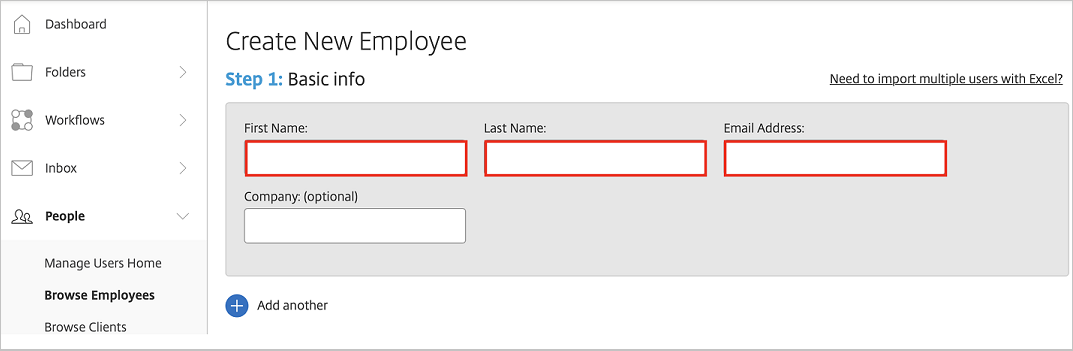 Dashboard
Folders
Workflows
Inbox
People
Manage Users Home
Browse Employees
Browse Clients
Create New Employee
Step 1: Basic info
Need to import multiple users with Excel?
First Name:
Last Name:
Email Address:
Company: (optional)
Add another